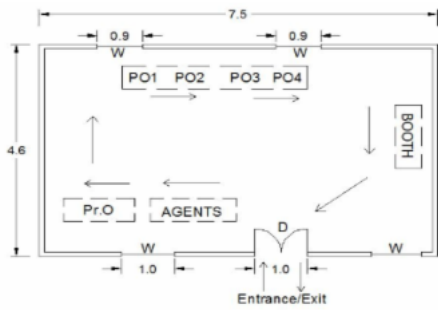 7.5
0.9 0.9
W W
PO1 PO2 PO3 PO4
4.6
BOOTH
Pr.O AGENTS
D
W W
1.0 1.0
Entrance/Exit